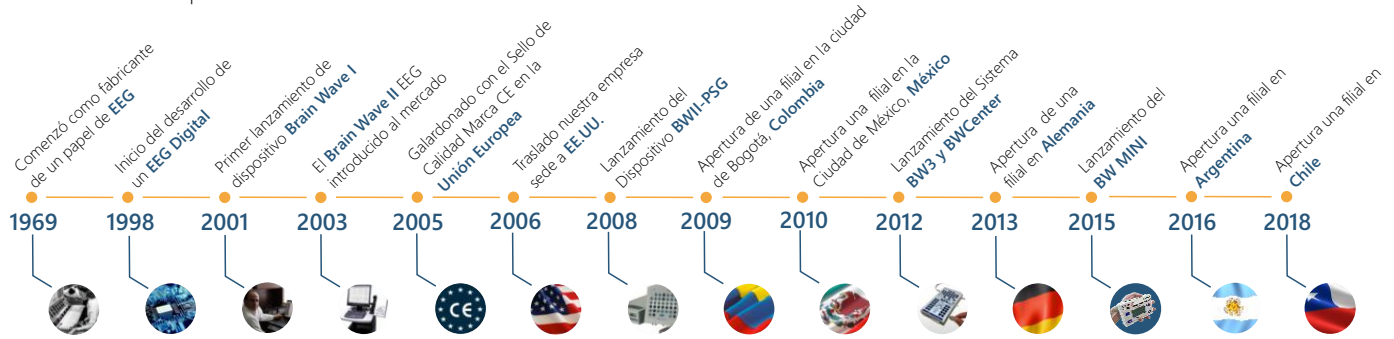 Comenzó como fabricante
de un papel de EEG
1969
Inicio del desarrollo de
un EEG Digital
1998
Primer lanzamiento de
dispositivo Brain Wave I
2001
El Brain Wave II EEG
introducido al mercado
2003
Galardonado con el Sello de
Calidad Marca CE en la
Unión Europea
2005
CE
Traslado nuestra empresa
sede a EE.UU.
2006
Lanzamiento del
Dispositivo BWII-PSG
2008
Apertura de una filial en la ciudad
de Bogotá, Colombia
2009
Apertura una filial en la
Ciudad de México, México
2010
Lanzamiento del Sistema
BW3 y BWCenter
2012
Apertura de una
filial en Alemania
2013
Lanzamiento del
BW MINI
2015
Apertura una filial en
Argentina
2016
Apertura una filial en
Chile
2018